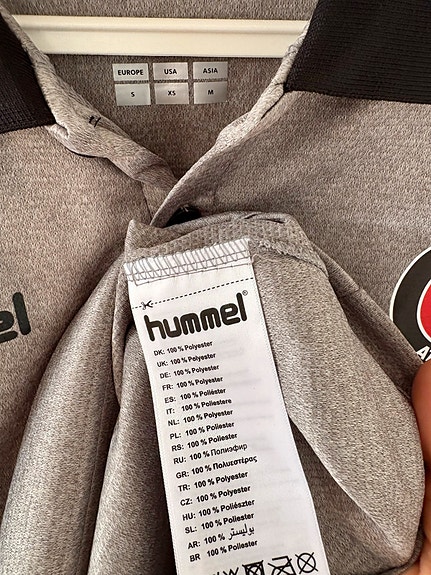 EUROPE USA ASIA
S XS M
el
hummel®
DK: 100 % Polyester
UK: 100 % Polyester
DE: 100 % Polyester
FR: 100 % Polyester
ES: 100 % Poliéster
IT: 100 % Poliestere
NL: 100 % Polyester
PL: 100 % Poliester
RS: 100 % Poliester
RU: 100 % Полиэфир
GR: 100% Πολυεστέρας
TR: 100 % Polyester
CZ: 100 % Polyester
HU: 100 % Poliészter
SL: 100 % Poliester
AR: 100 % بوليستر
BR 100 % Poliéster
A